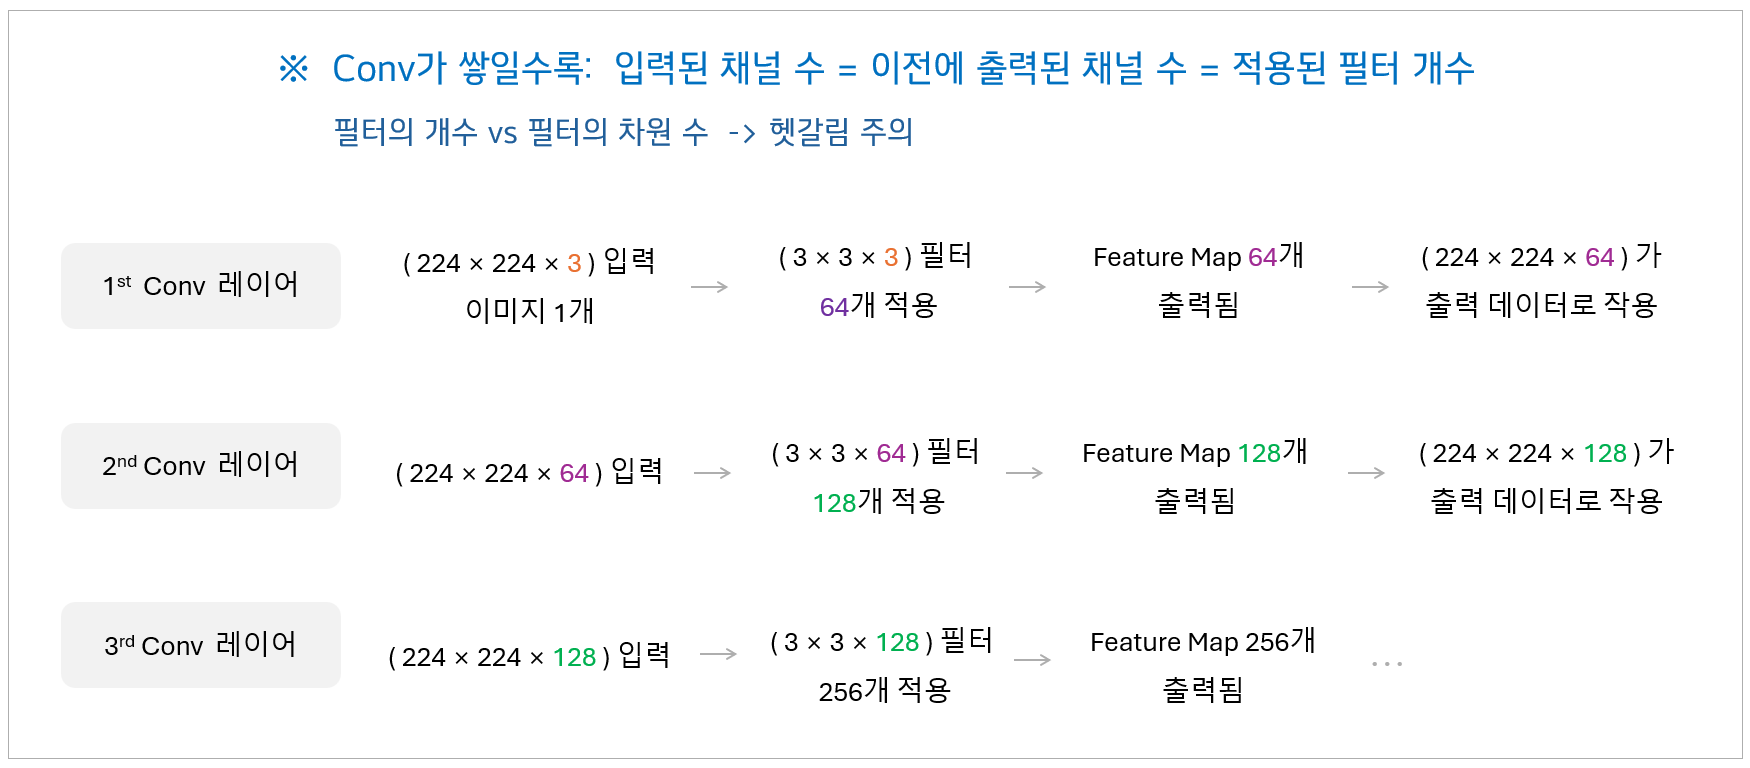 ※ Conv가 쌓일수록: 입력된 채널 수 = 이전에 출력된 채널 수 = 적용된 필터 개수
필터의 개수 vs 필터의 차원 수 -> 헷갈림 주의
1st Conv 레이어
( 224 × 224 × 3 ) 입력
이미지 1개
( 3 × 3 × 3 ) 필터
64개 적용
Feature Map 64개
출력됨
( 224 × 224 × 64 ) 가
출력 데이터로 작용
2nd Conv 레이어
( 224 × 224 × 64 ) 입력
( 3 × 3 × 64 ) 필터
128개 적용
Feature Map 128개
출력됨
( 224 × 224 × 128 ) 가
출력 데이터로 작용
3rd Conv 레이어
( 224 × 224 × 128 ) 입력
( 3 × 3 × 128 ) 필터
256개 적용
Feature Map 256개
출력됨
...